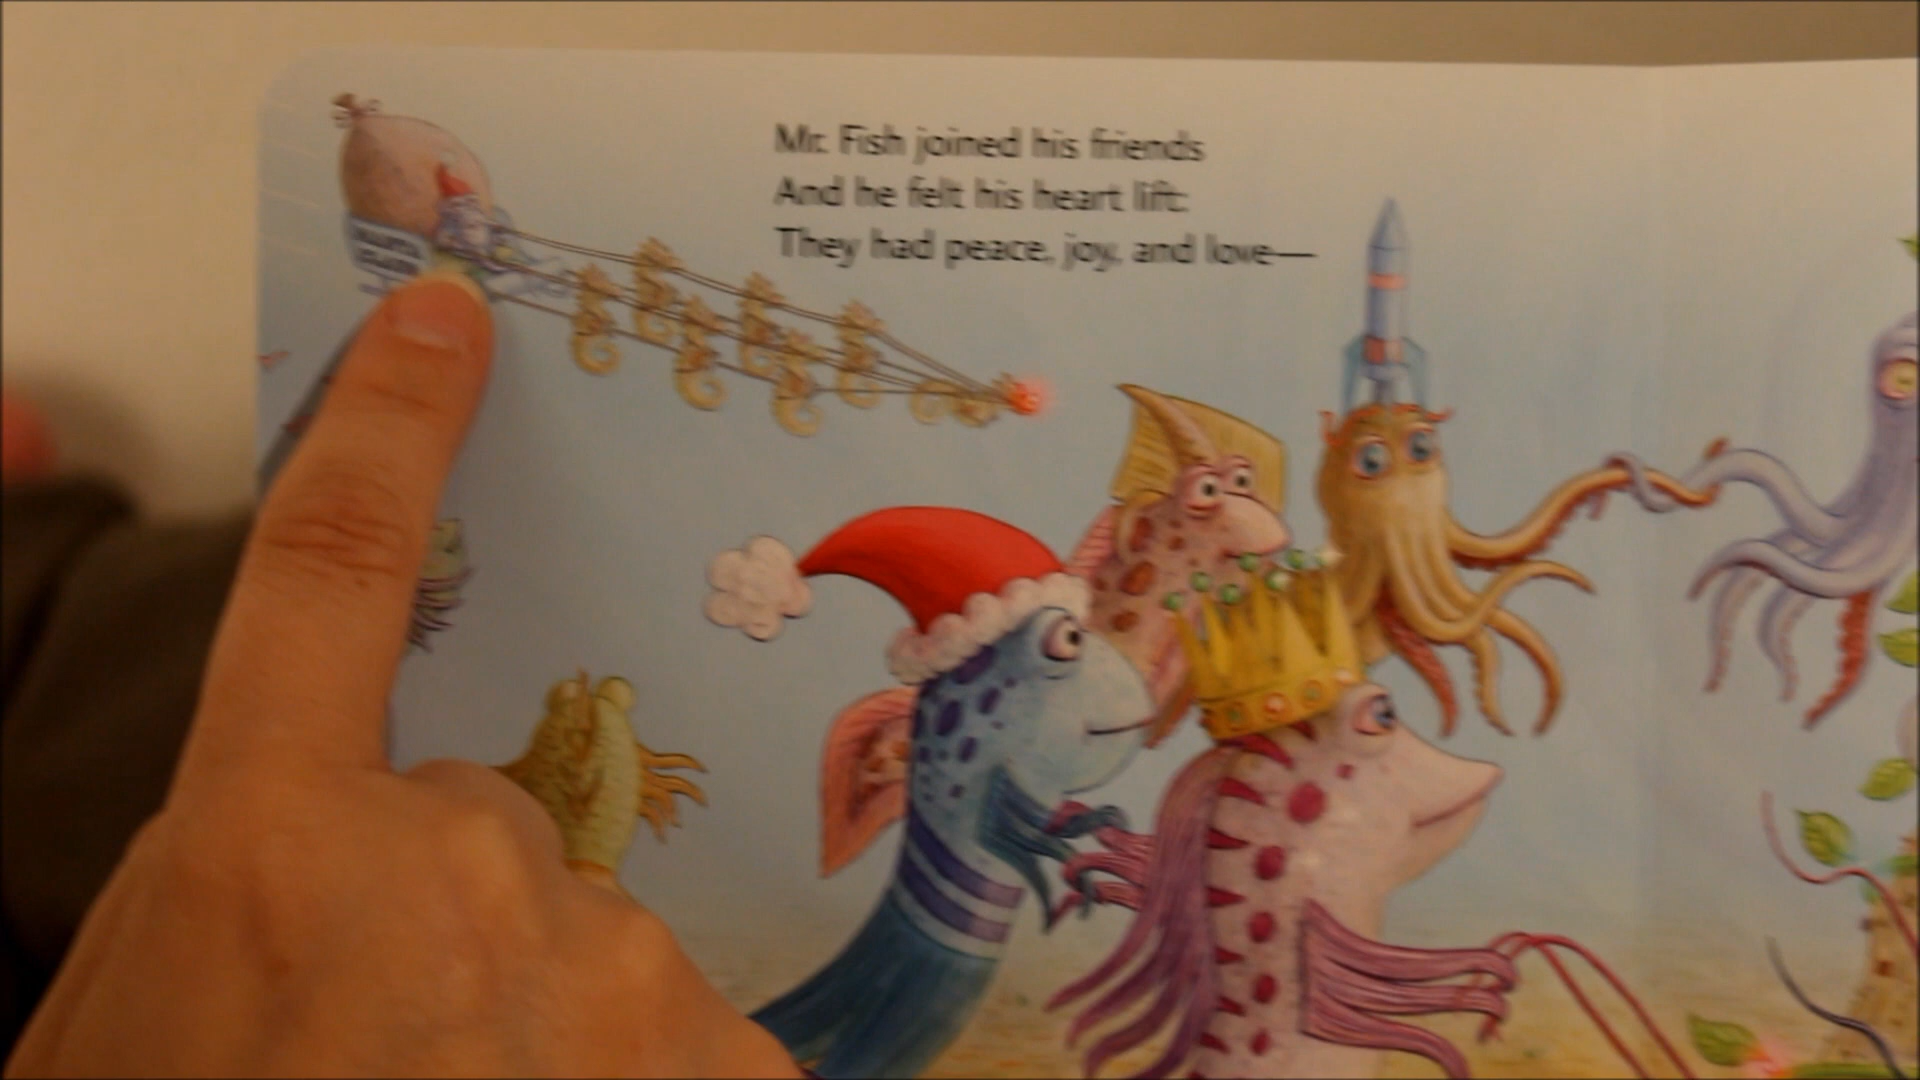 Mr. Fish joined his friends
And he felt his heart lift:
They had peace, joy, and love—